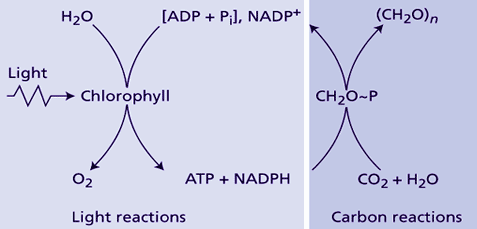 H₂O [ADP + Pᵢ], NADP⁺ (CH₂O)ₙ
Light
Chlorophyll CH₂O~P
O₂ ATP + NADPH CO₂ + H₂O
Light reactions Carbon reactions